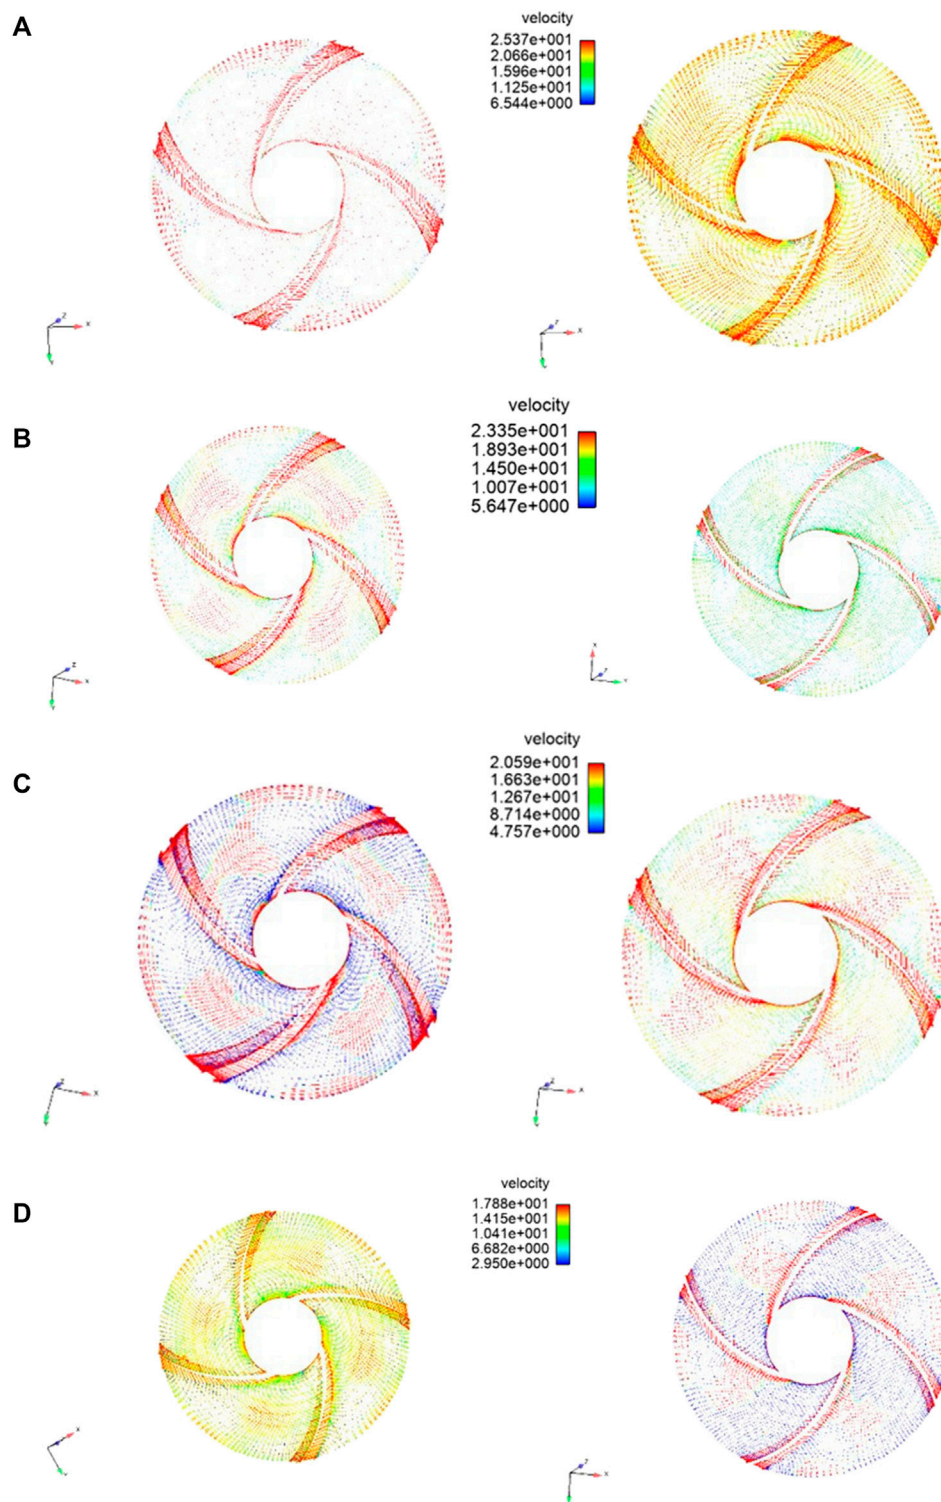 A
velocity
2.537e+001
2.066e+001
1.596e+001
1.125e+001
6.544e+000
Z
X
Y
Z
X
B
velocity
2.335e+001
1.893e+001
1.450e+001
1.007e+001
5.647e+000
Z
X
Y
X
Z
Y
C
velocity
2.059e+001
1.663e+001
1.267e+001
8.714e+000
4.757e+000
Z
X
Y
Z
X
Y
D
velocity
1.788e+001
1.415e+001
1.041e+001
6.682e+000
2.950e+000
X
Y
Z
X